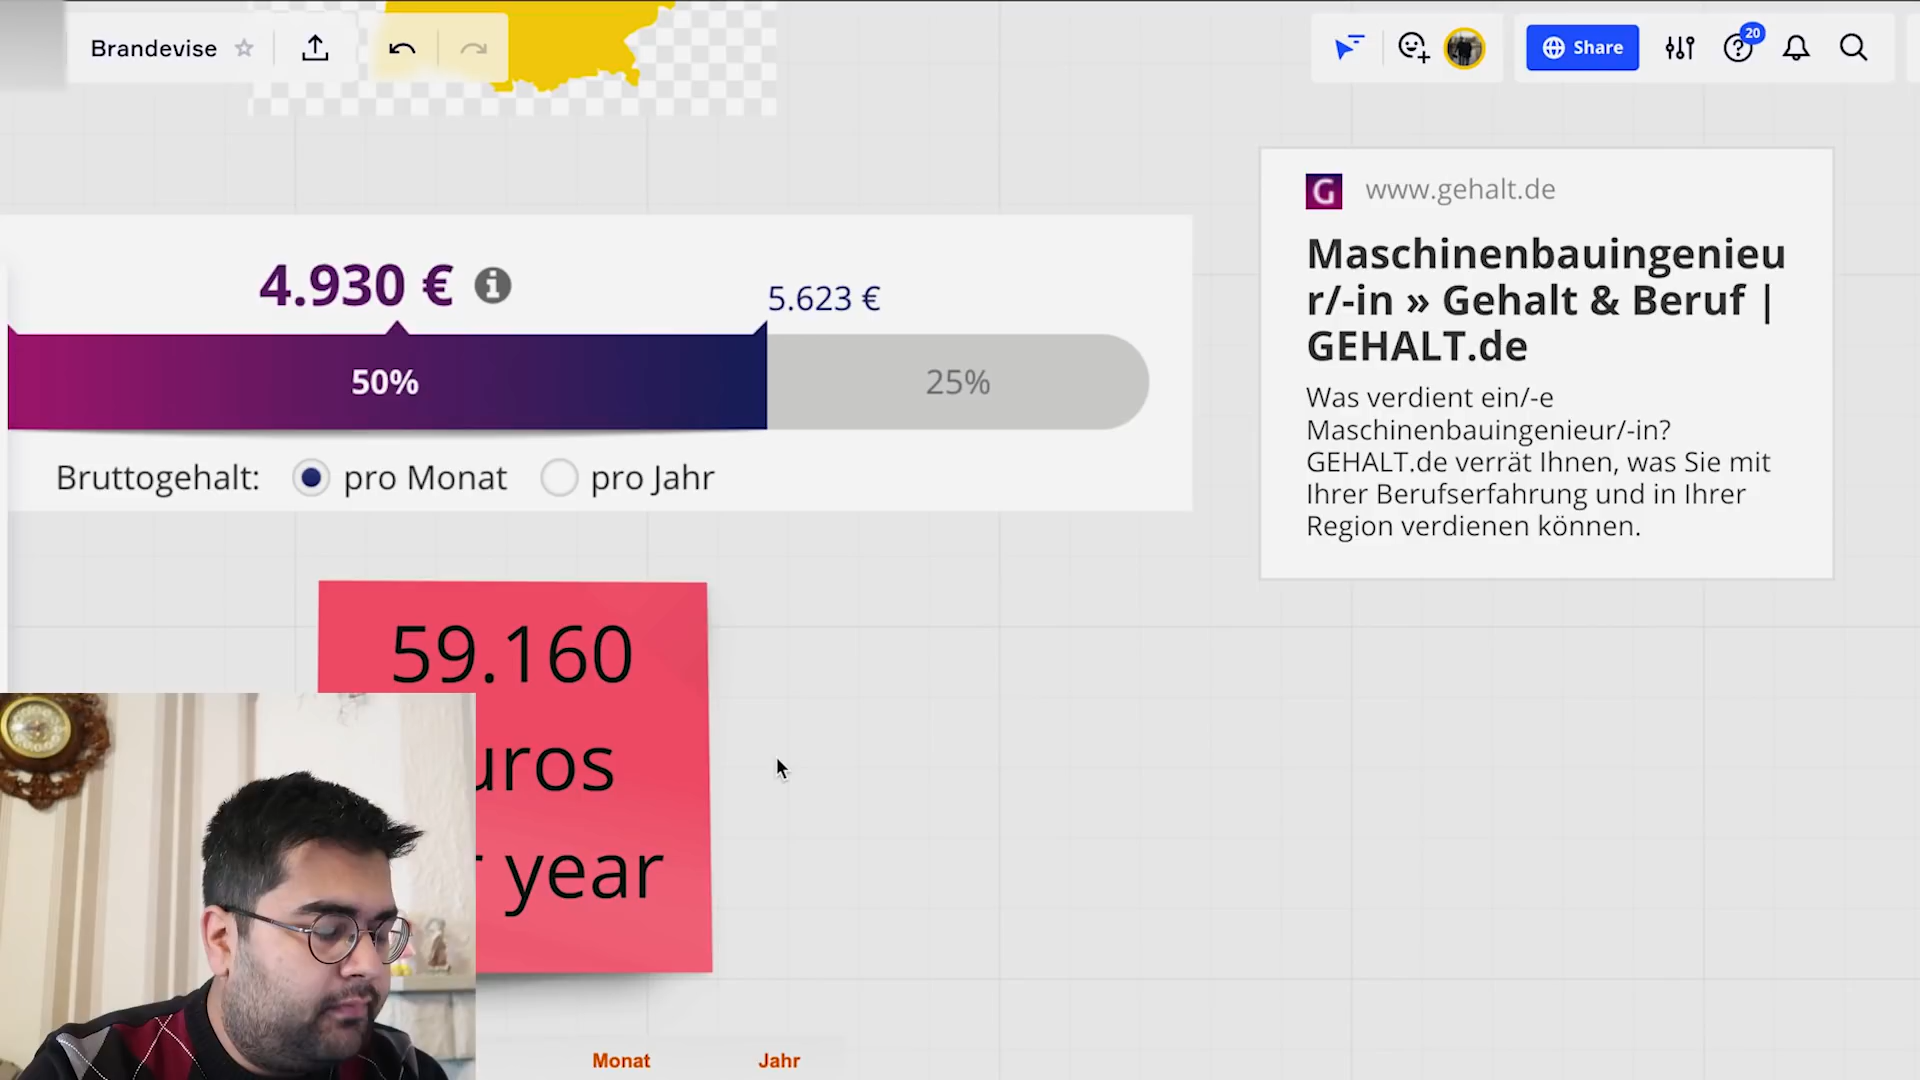 Brandevise
Share
20
www.gehalt.de
Maschinenbauingenieu
r/-in » Gehalt & Beruf |
GEHALT.de
Was verdient ein/-e
Maschinenbauingenieur/-in?
GEHALT.de verrät Ihnen, was Sie mit
Ihrer Berufserfahrung und in Ihrer
Region verdienen können.
4.930 €
5.623 €
50%
25%
Bruttogehalt: pro Monat pro Jahr
59.160
uros
r year
Monat Jahr